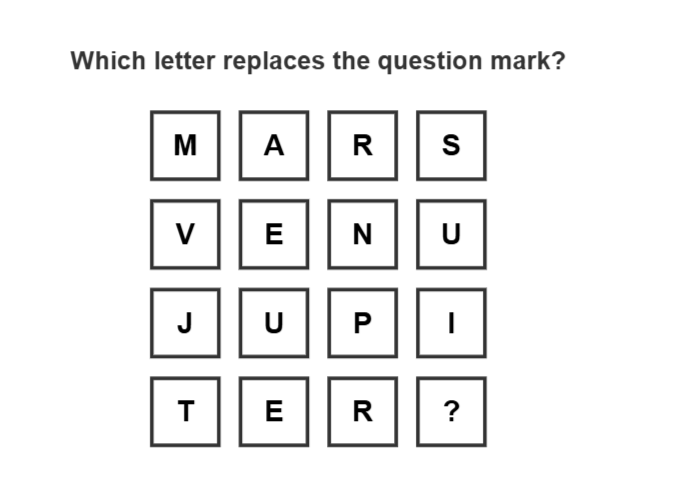 Which letter replaces the question mark?
M A R S
V E N U
J U P I
T E R ?